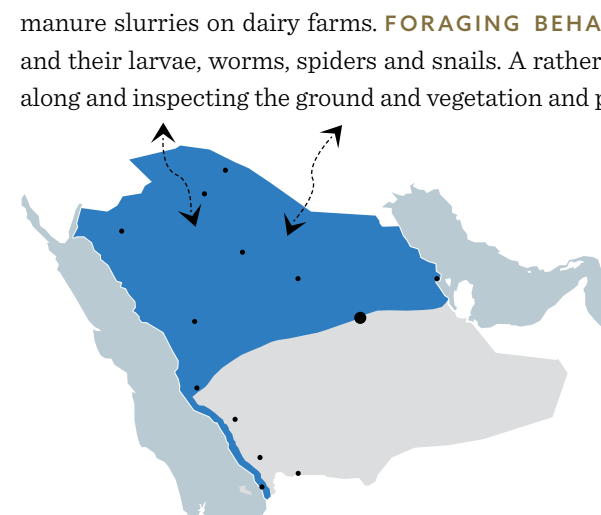 manure slurries on dairy farms. FORAGING BEHA
and their larvae, worms, spiders and snails. A rather
along and inspecting the ground and vegetation and p